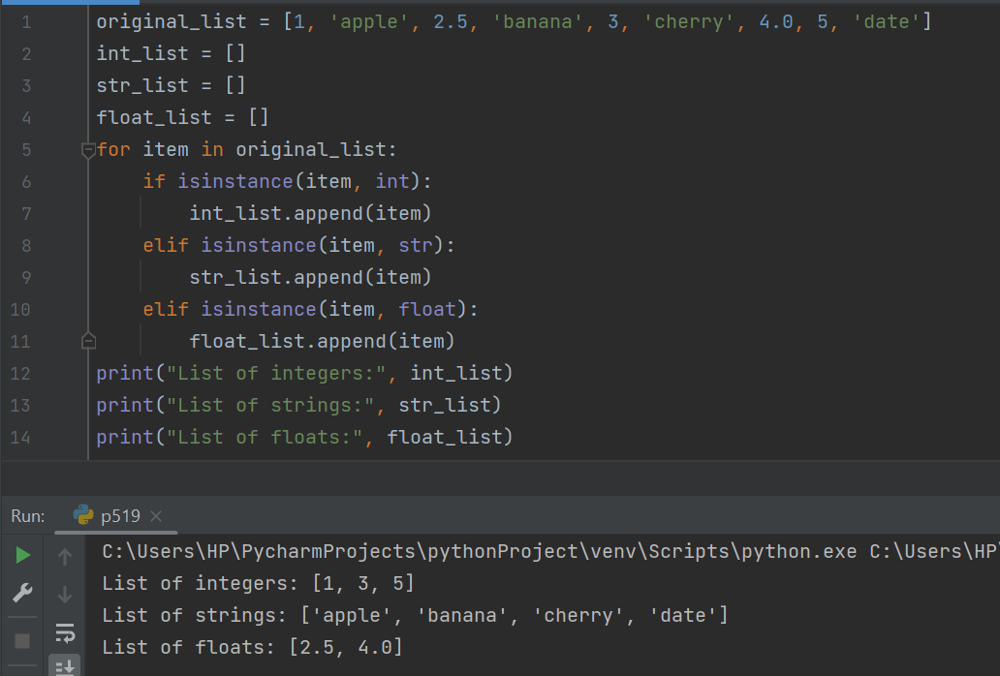 1 original_list = [1, 'apple', 2.5, 'banana', 3, 'cherry', 4.0, 5, 'date']
2 int_list = []
3 str_list = []
4 float_list = []
5 for item in original_list:
6     if isinstance(item, int):
7         int_list.append(item)
8     elif isinstance(item, str):
9         str_list.append(item)
10     elif isinstance(item, float):
11         float_list.append(item)
12 print("List of integers:", int_list)
13 print("List of strings:", str_list)
14 print("List of floats:", float_list)
Run: p519
C:\Users\HP\PycharmProjects\pythonProject\venv\Scripts\python.exe C:\Users\HP\
List of integers: [1, 3, 5]
List of strings: ['apple', 'banana', 'cherry', 'date']
List of floats: [2.5, 4.0]